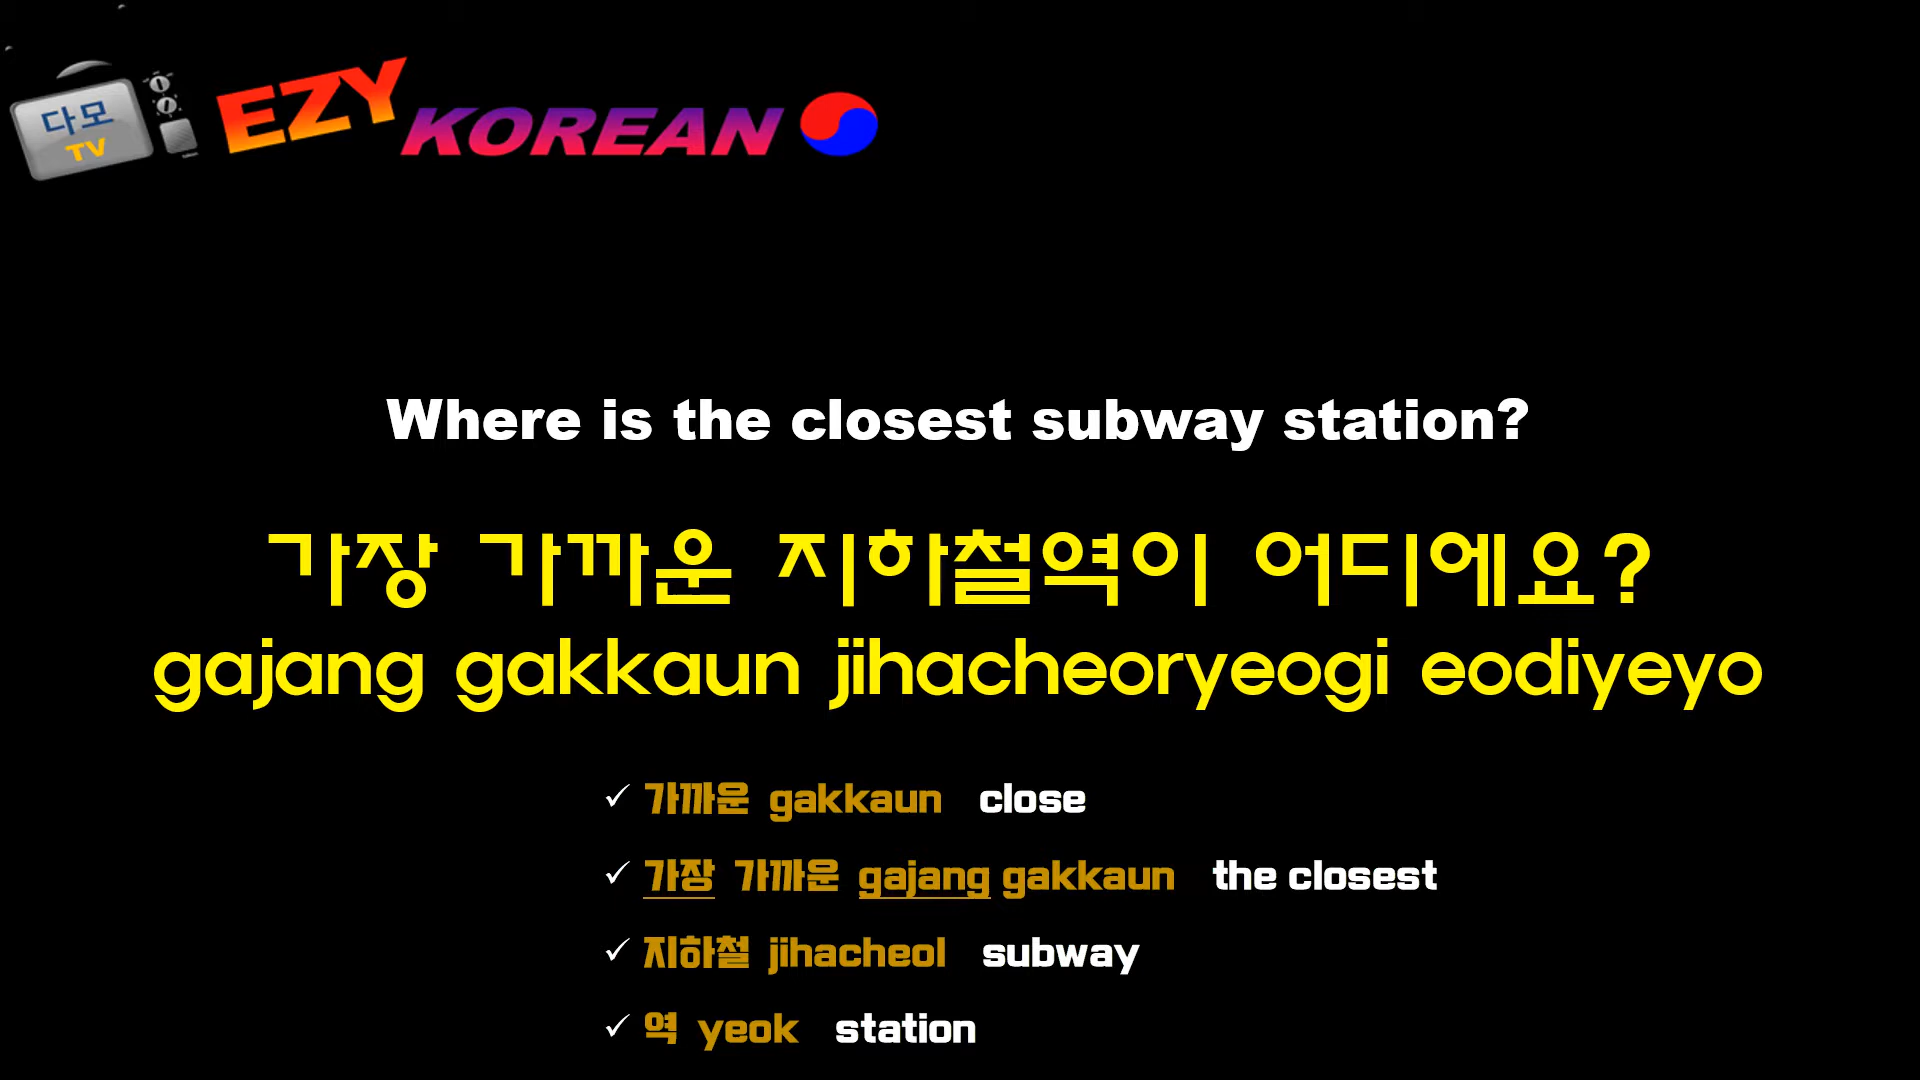 다모
TV
EZY KOREAN
Where is the closest subway station?
가장 가까운 지하철역이 어디에요?
gajang gakkaun jihacheoryeogi eodiyeyo
✓ 가까운 gakkaun close
✓ 가장 가까운 gajang gakkaun the closest
✓ 지하철 jihacheol subway
✓ 역 yeok station